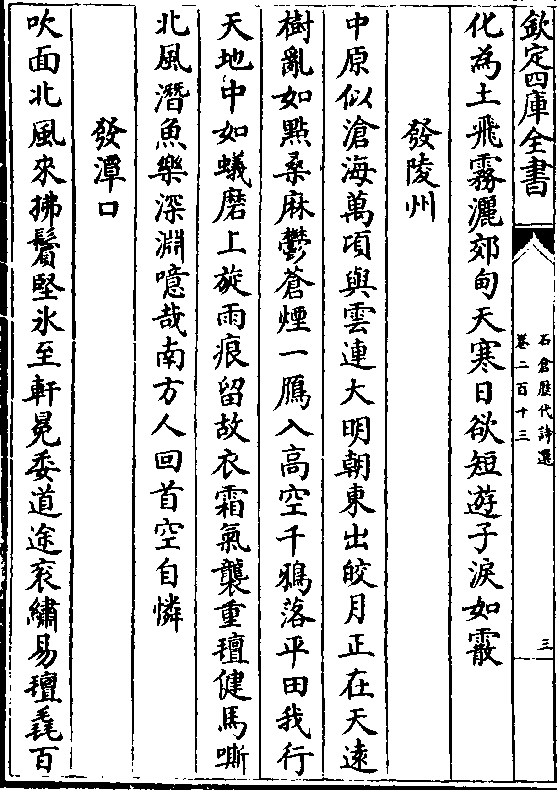 欽定四庫全書
石倉歷代詩選
卷二百十三
三
化為土飛霧灑郊甸天寒日欲短遊子淚如霰
發陵州
中原似滄海萬頃與雲連大明朝東出皎月正在天遠
樹亂如點桑麻鬱蒼煙一鴈入高空千鴉落平田我行
天地中如蟻磨上旋雨痕留故衣霜氣襲重氊健馬嘶
北風潛魚樂深淵噫哉南方人回首空自憐
發潭口
吹面北風來拂鬢堅氷至軒冕委道途衮繡易氊毳百